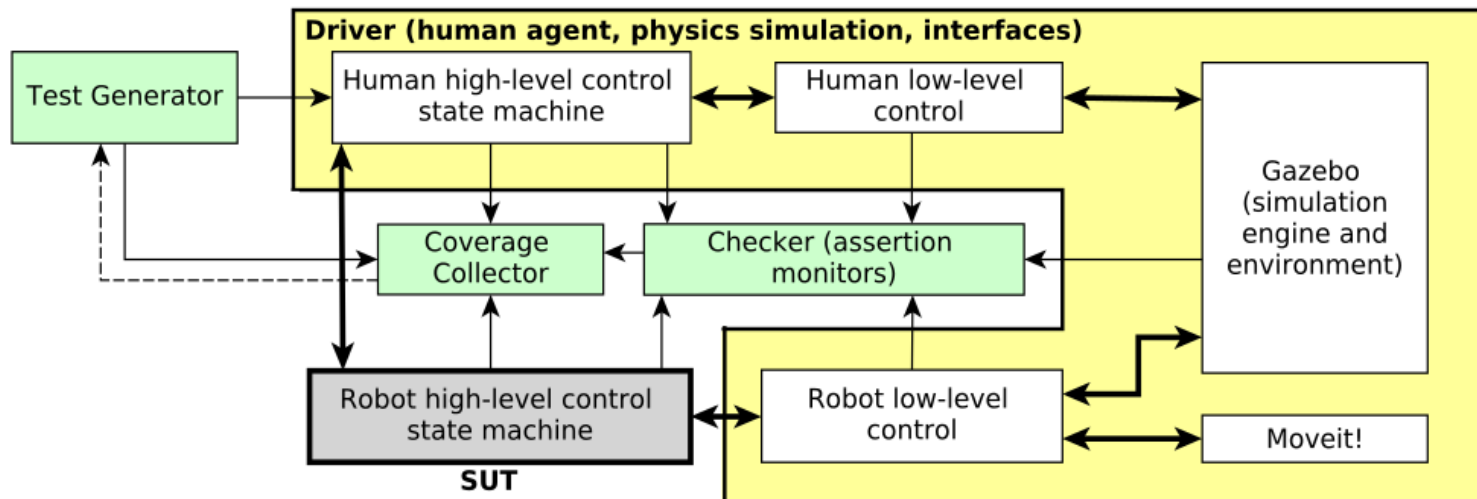 Driver (human agent, physics simulation, interfaces)
Test Generator
Human high-level control
state machine
Human low-level
control
Gazebo
(simulation
engine and
environment)
Coverage
Collector
Checker (assertion
monitors)
Robot high-level control
state machine
Robot low-level
control
Moveit!
SUT